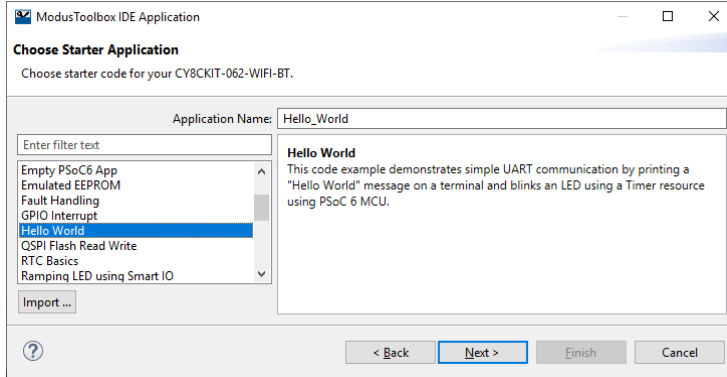 ModusToolbox IDE Application
Choose Starter Application
Choose starter code for your CY8CKIT-062-WIFI-BT.
Application Name: Hello_World
Enter filter text
Empty PSoC6 App
Emulated EEPROM
Fault Handling
GPIO Interrupt
Hello World
QSPI Flash Read Write
RTC Basics
Ramping LED using Smart IO
Import ...
Hello World
This code example demonstrates simple UART communication by printing a
"Hello World" message on a terminal and blinks an LED using a Timer resource
using PSoC 6 MCU.
?
< Back
Next >
Finish
Cancel